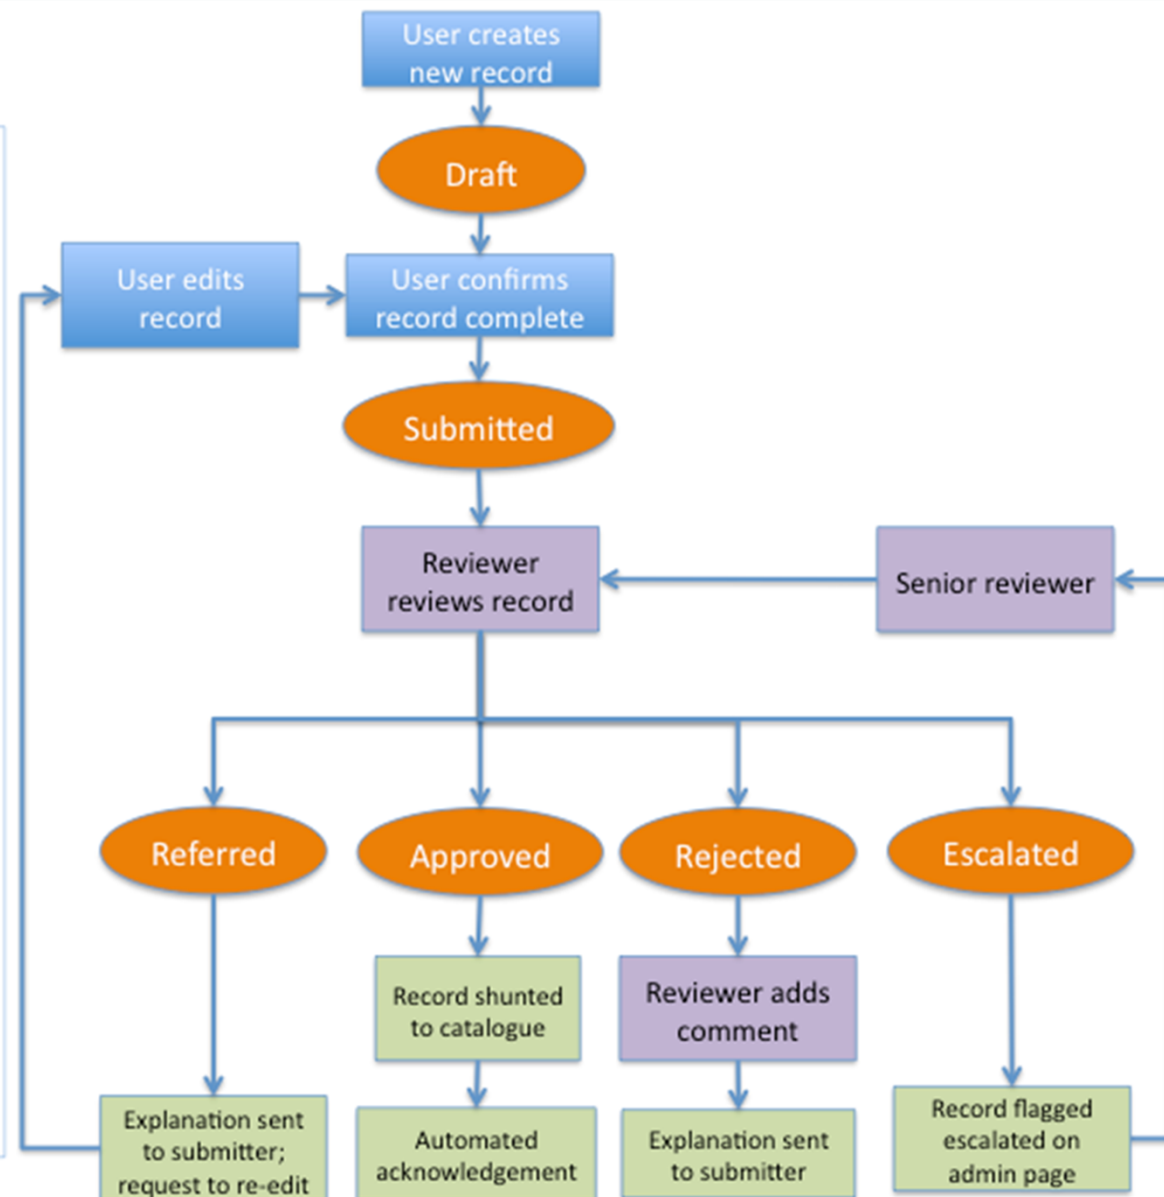 User creates
new record
Draft
User edits
record
User confirms
record complete
Submitted
Reviewer
reviews record
Senior reviewer
Referred
Approved
Rejected
Escalated
Record shunted
to catalogue
Reviewer adds
comment
Explanation sent
to submitter;
request to re-edit
Automated
acknowledgement
Explanation sent
to submitter
Record flagged
escalated on
admin page